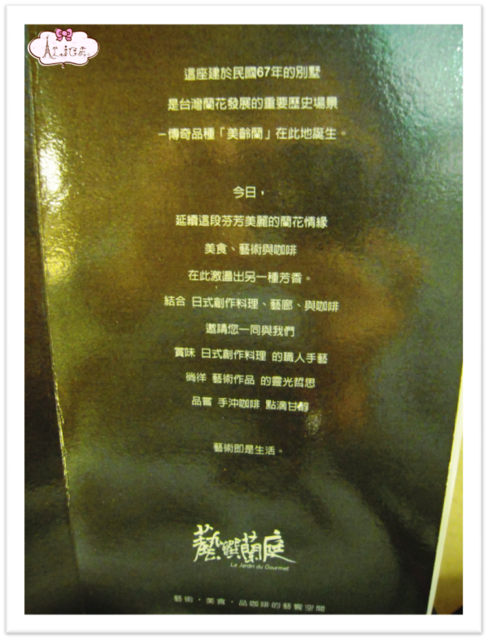 這座建於民國67年的別墅
是台灣蘭花發展的重要歷史場景
－傳奇品種「美齡蘭」在此地誕生。
今日，
延續這段芬芳美麗的蘭花情緣
美食、藝術與咖啡
在此激盪出另一種芳香。
結合 日式創作料理、藝廊、與咖啡
邀請您一同與我們
賞味 日式創作料理 的職人手藝
徜徉 藝術作品 的靈光哲思
品嘗 手沖咖啡 點滴甘醇
藝術即是生活。
藝饌蘭庭
Le Jardin du Gourmet
藝術・美食・品咖啡的藝饗空間